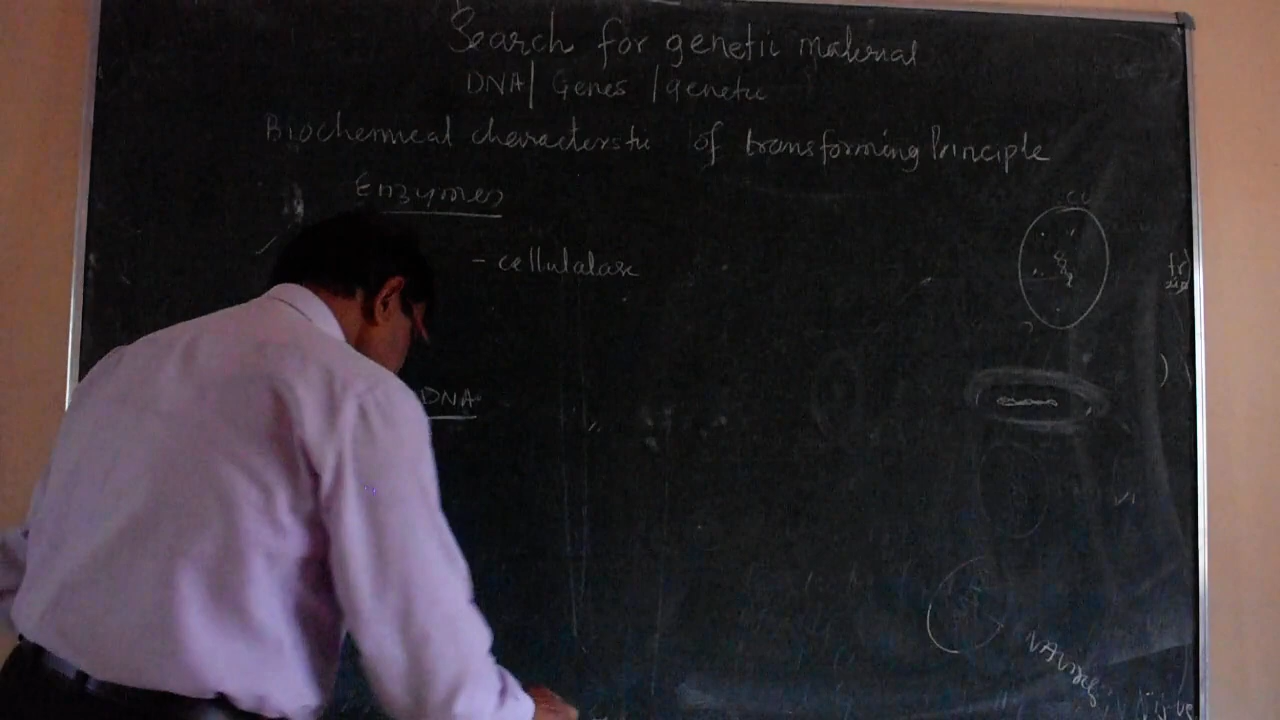 Search for genetic material
DNA/ Genes / genetic
Biochemical characterstic of transforming Principle
Enzymes
- cellulalase
DNA